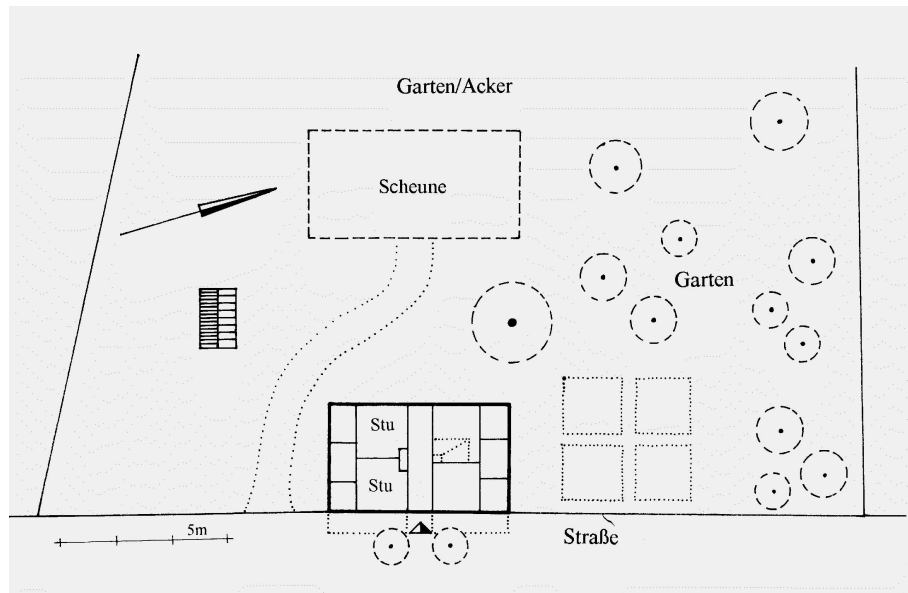 Garten/Acker
Scheune
Garten
Stu
Stu
5m
Straße